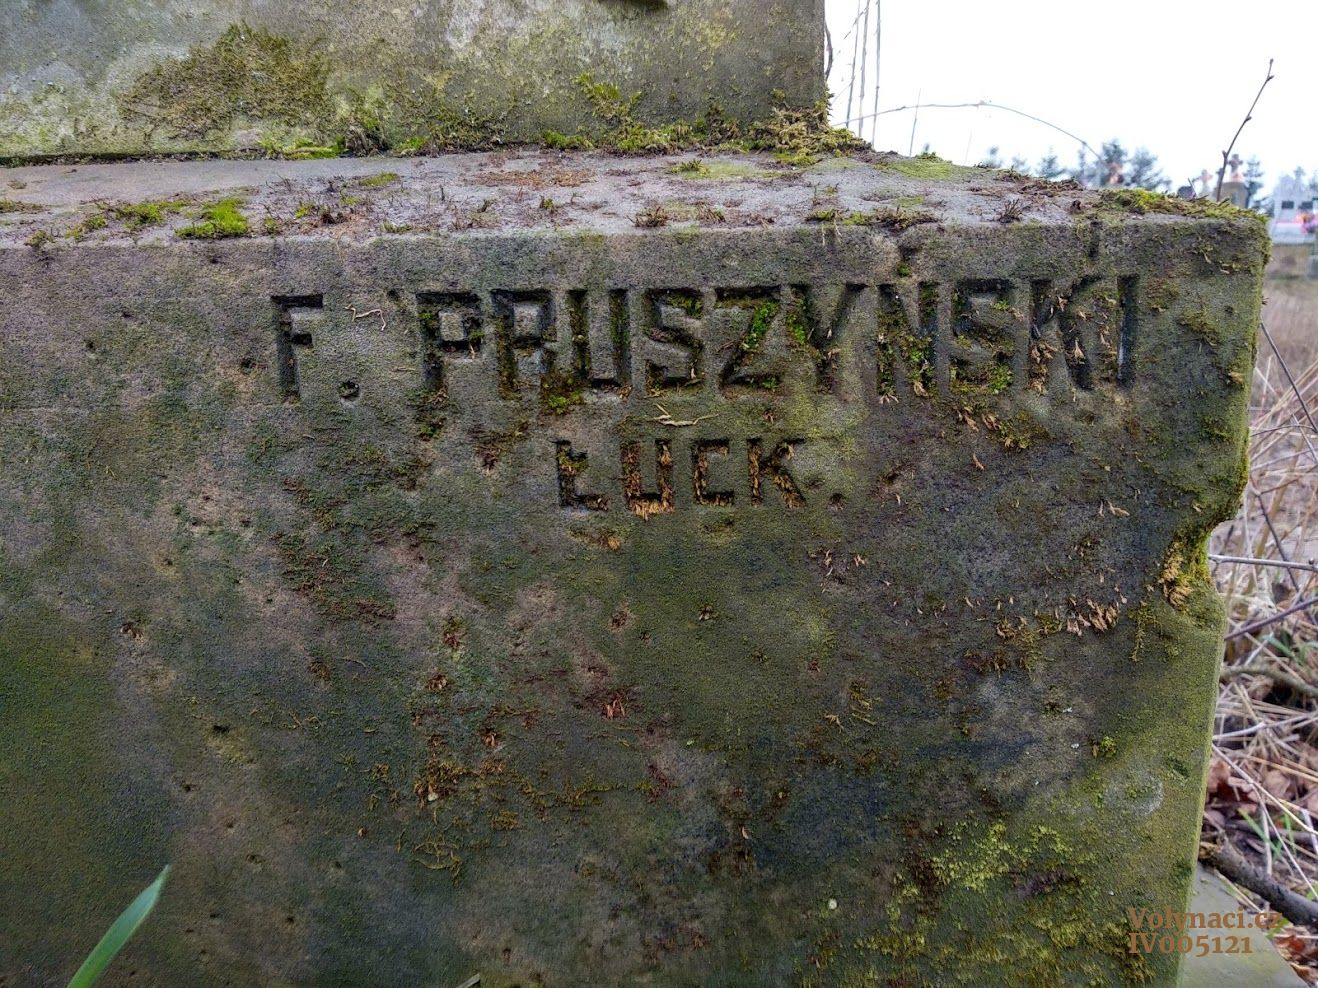 F. PRUSZYŃSKI
ŁUCK.
Volynaci.cz
IV005121